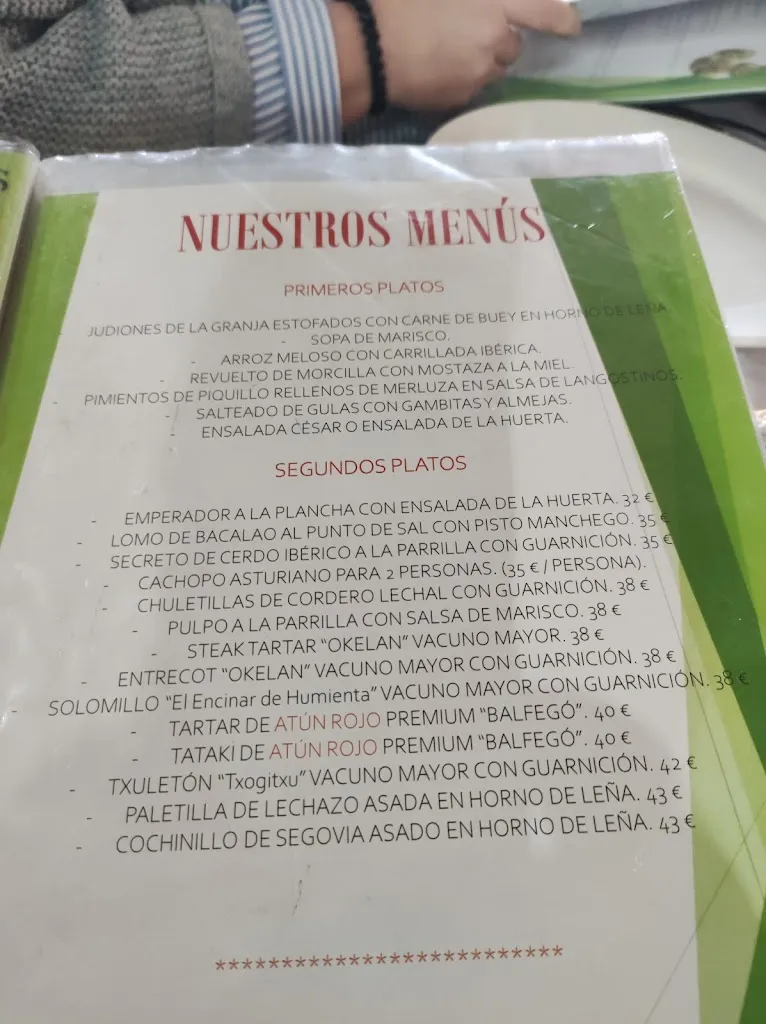 NUESTROS MENÚS
PRIMEROS PLATOS
- JUDIONES DE LA GRANJA ESTOFADOS CON CARNE DE BUEY EN HORNO DE LEÑA
- SOPA DE MARISCO.
- ARROZ MELOSO CON CARRILLADA IBÉRICA.
- REVUELTO DE MORCILLA CON MOSTAZA A LA MIEL.
- PIMIENTOS DE PIQUILLO RELLENOS DE MERLUZA EN SALSA DE LANGOSTINOS.
- SALTEADO DE GULAS CON GAMBITAS Y ALMEJAS.
- ENSALADA CÉSAR O ENSALADA DE LA HUERTA.
SEGUNDOS PLATOS
- EMPERADOR A LA PLANCHA CON ENSALADA DE LA HUERTA. 32 €
- LOMO DE BACALAO AL PUNTO DE SAL CON PISTO MANCHEGO. 35 €
- SECRETO DE CERDO IBÉRICO A LA PARRILLA CON GUARNICIÓN. 35 €
- CACHOPO ASTURIANO PARA 2 PERSONAS. (35 € / PERSONA).
- CHULETILLAS DE CORDERO LECHAL CON GUARNICIÓN. 38 €
- PULPO A LA PARRILLA CON SALSA DE MARISCO. 38 €
- STEAK TARTAR "OKELAN" VACUNO MAYOR. 38 €
- ENTRECOT "OKELAN" VACUNO MAYOR CON GUARNICIÓN. 38 €
- SOLOMILLO "El Encinar de Humienta" VACUNO MAYOR CON GUARNICIÓN. 38 €
- TARTAR DE ATÚN ROJO PREMIUM "BALFEGÓ". 40 €
- TATAKI DE ATÚN ROJO PREMIUM "BALFEGÓ". 40 €
- TXULETÓN "Txogitxu" VACUNO MAYOR CON GUARNICIÓN. 42 €
- PALETILLA DE LECHAZO ASADA EN HORNO DE LEÑA. 43 €
- COCHINILLO DE SEGOVIA ASADO EN HORNO DE LEÑA. 43 €
**************************